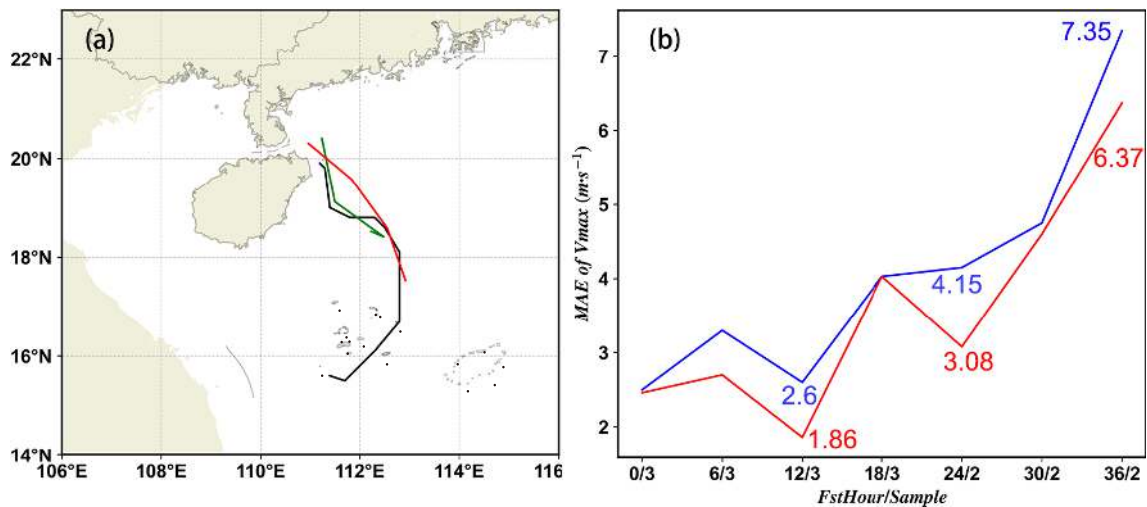 (a)
22°N
20°N
18°N
16°N
14°N
106°E
108°E
110°E
112°E
114°E
116
(b)
MAE of Vmax (m·s⁻¹)
7
6
5
4
3
2
7.35
6.37
4.15
3.08
2.6
1.86
0/3
6/3
12/3
18/3
24/2
30/2
36/2
FstHour/Sample